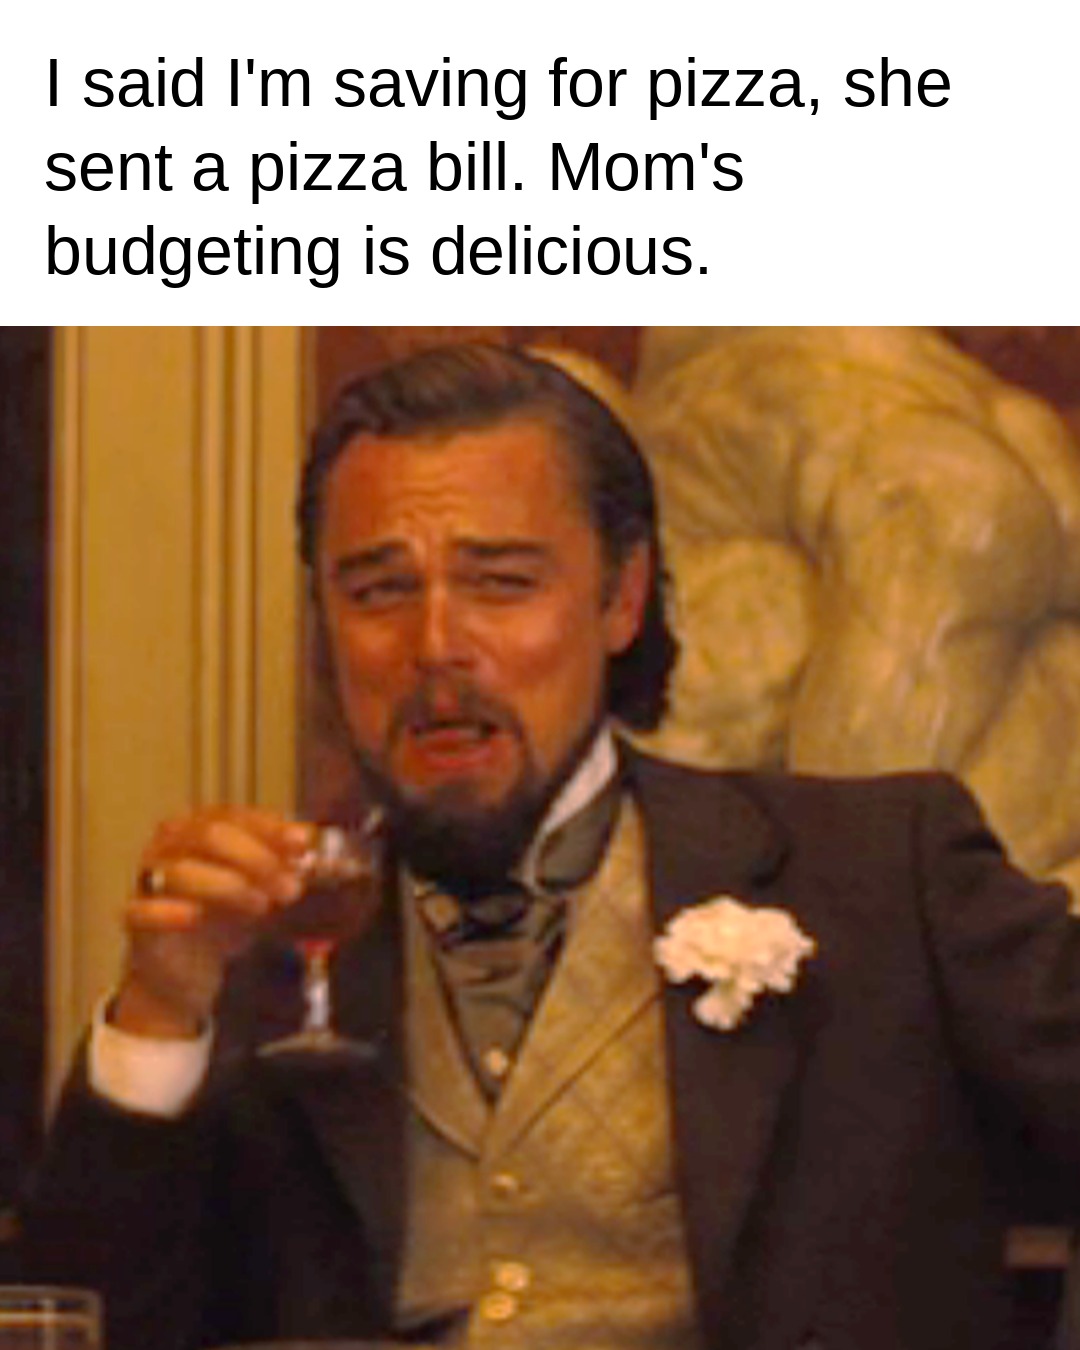 I said I'm saving for pizza, she
sent a pizza bill. Mom's
budgeting is delicious.